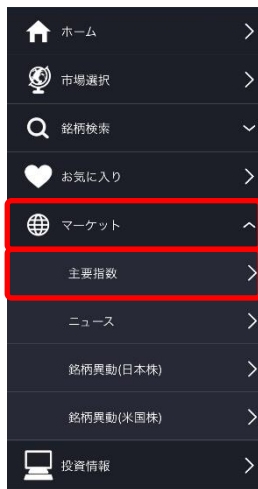 ホーム
市場選択
銘柄検索
お気に入り
マーケット
主要指数
ニュース
銘柄異動(日本株)
銘柄異動(米国株)
投資情報